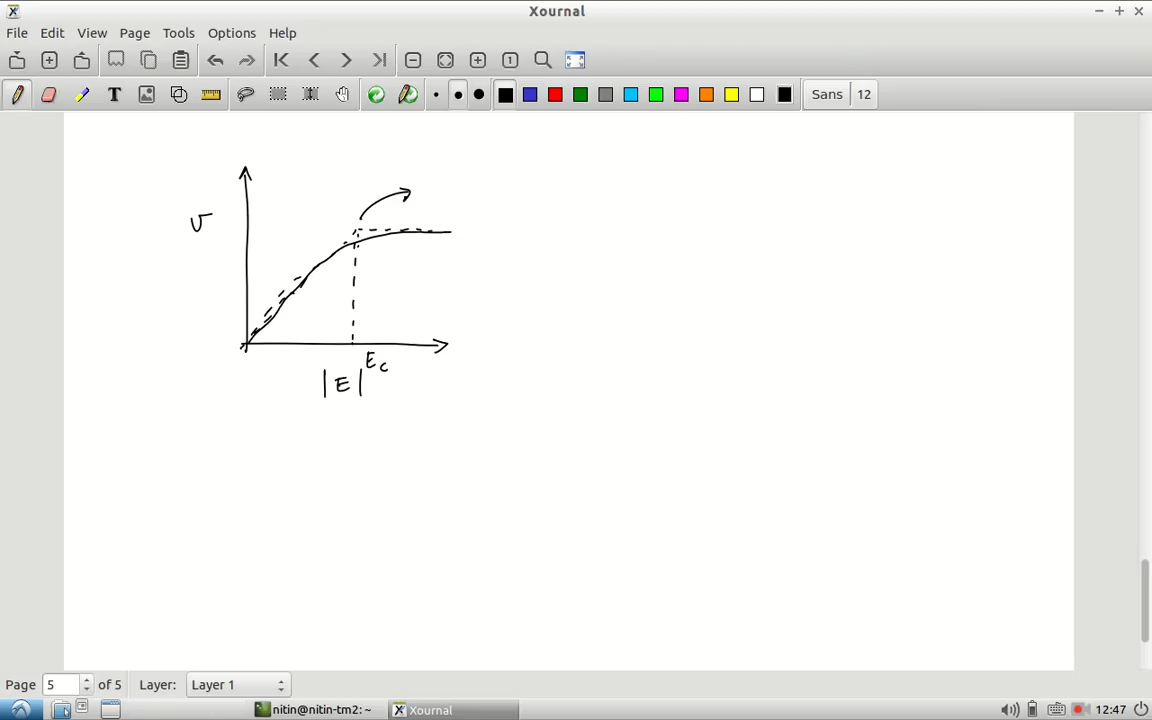 Xournal
File Edit View Page Tools Options Help
Sans 12
v
E_c
|E|
Page 5 of 5 Layer: Layer 1
nitin@nitin-tm2: ~ Xournal 12:47